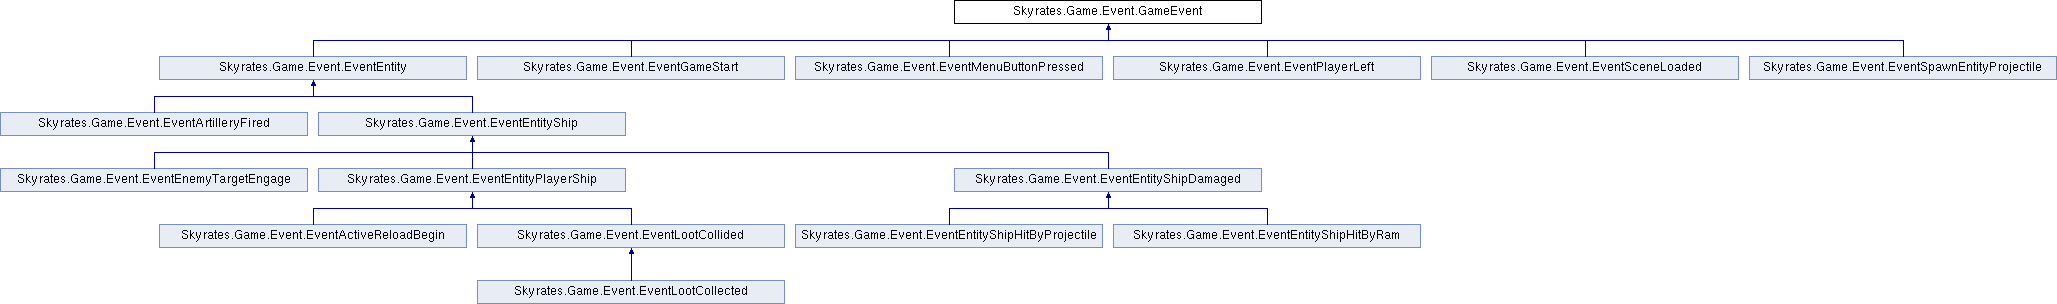 Skyrates.Game.Event.GameEvent
Skyrates.Game.Event.EventEntity
Skyrates.Game.Event.EventGameStart
Skyrates.Game.Event.EventMenuButtonPressed
Skyrates.Game.Event.EventPlayerLeft
Skyrates.Game.Event.EventSceneLoaded
Skyrates.Game.Event.EventSpawnEntityProjectile
Skyrates.Game.Event.EventArtilleryFired
Skyrates.Game.Event.EventEntityShip
Skyrates.Game.Event.EventEnemyTargetEngage
Skyrates.Game.Event.EventEntityPlayerShip
Skyrates.Game.Event.EventEntityShipDamaged
Skyrates.Game.Event.EventActiveReloadBegin
Skyrates.Game.Event.EventLootCollided
Skyrates.Game.Event.EventEntityShipHitByProjectile
Skyrates.Game.Event.EventEntityShipHitByRam
Skyrates.Game.Event.EventLootCollected